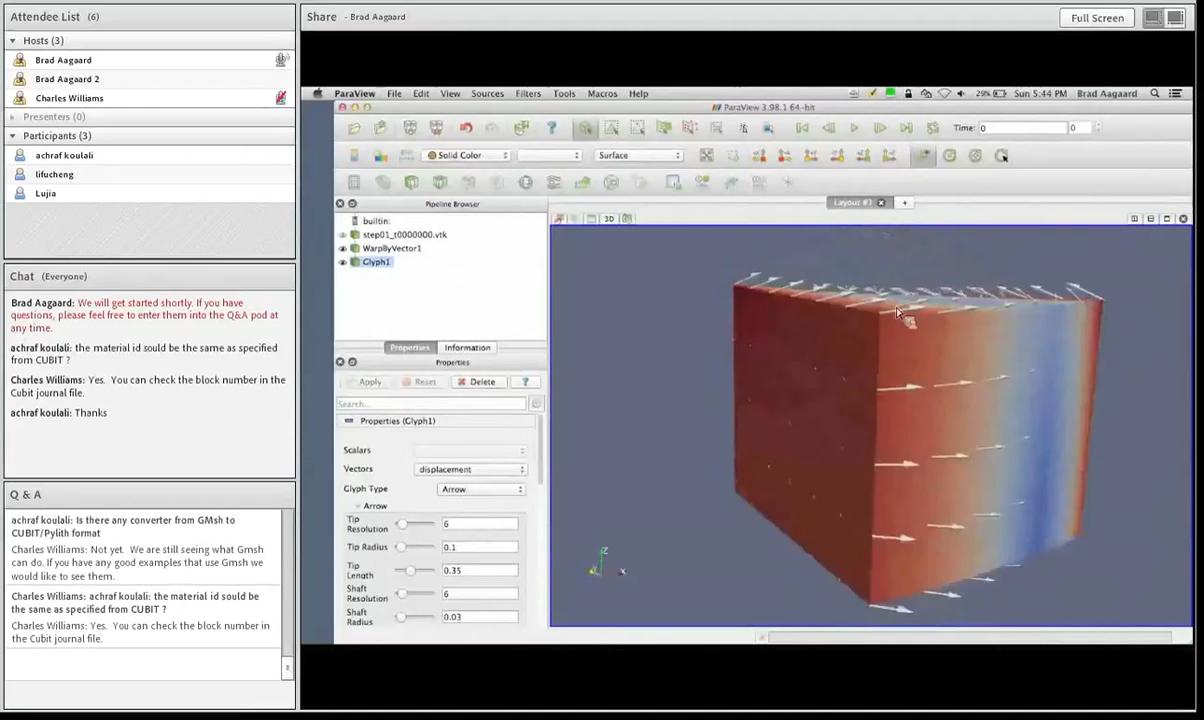 Attendee List (6)
Hosts (3)
Brad Aagaard
Brad Aagaard 2
Charles Williams
Presenters (0)
Participants (3)
achraf koulali
lifucheng
Lujia
Chat (Everyone)
Brad Aagaard: We will get started shortly. If you have
questions, please feel free to enter them into the Q&A pod at
any time.
achraf koulali: the material id sould be the same as specified
from CUBIT ?
Charles Williams: Yes. You can check the block number in the
Cubit journal file.
achraf koulali: Thanks
Q & A
achraf koulali: Is there any converter from GMsh to
CUBIT/Pylith format
Charles Williams: Not yet. We are still seeing what Gmsh
can do. If you have any good examples that use Gmsh we
would like to see them.
Charles Williams: achraf koulali: the material id sould be
the same as specified from CUBIT ?
Charles Williams: Yes. You can check the block number in
the Cubit journal file.
Share - Brad Aagaard
Full Screen
ParaView File Edit View Sources Filters Tools Macros Help
29% Sun 5:44 PM Brad Aagaard
ParaView 3.98.1 64-bit
Time: 0 0
Solid Color Surface
Pipeline Browser
Layout #1 +
3D
builtin:
step01_t0000000.vtk
WarpByVector1
Glyph1
Properties Information
Properties
Apply Reset Delete ?
Search...
Properties (Glyph1)
Scalars
Vectors displacement
Glyph Type Arrow
Arrow
Tip Resolution 6
Tip Radius 0.1
Tip Length 0.35
Shaft Resolution 6
Shaft Radius 0.03
Z
X